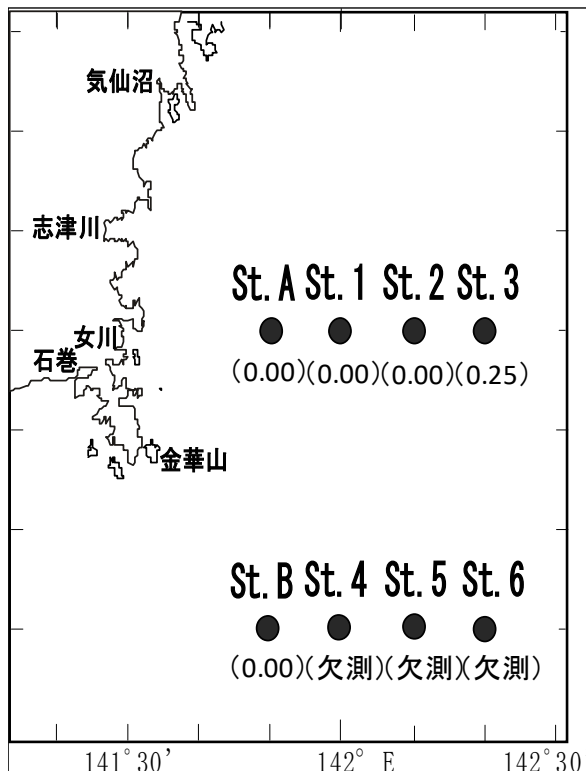 気仙沼
志津川
St. A St. 1 St. 2 St. 3
女川
石巻
(0.00)(0.00)(0.00)(0.25)
金華山
St. B St. 4 St. 5 St. 6
(0.00)(欠測)(欠測)(欠測)
141°30′ 142° E 142°30